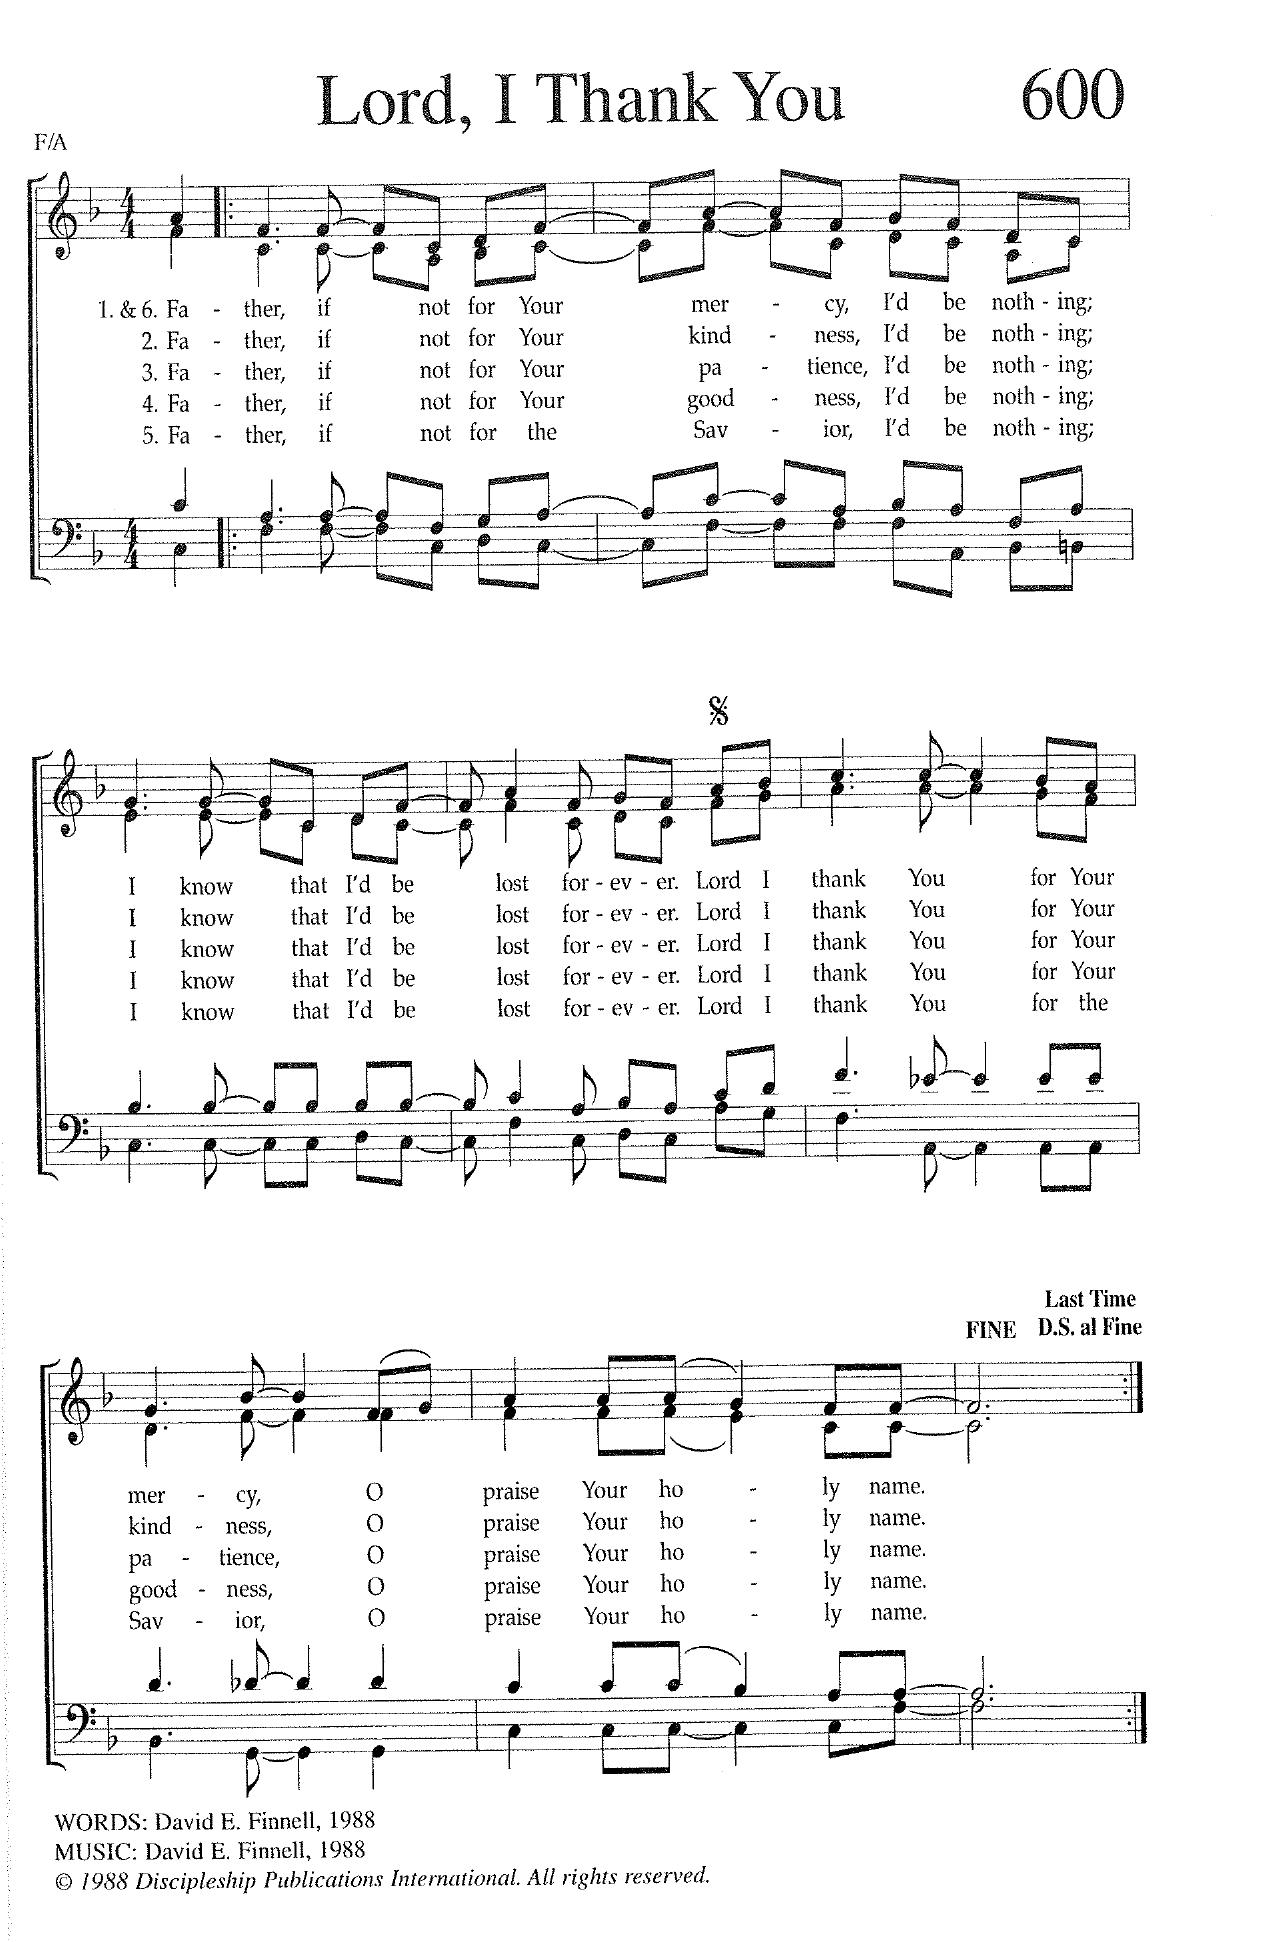 Lord, I Thank You 600
F/A
1. & 6. Fa - ther, if not for Your mer - cy, I'd be noth - ing;
2. Fa - ther, if not for Your kind - ness, I'd be noth - ing;
3. Fa - ther, if not for Your pa - tience, I'd be noth - ing;
4. Fa - ther, if not for Your good - ness, I'd be noth - ing;
5. Fa - ther, if not for the Sav - ior, I'd be noth - ing;
I know that I'd be lost for - ev - er. Lord I thank You for Your
I know that I'd be lost for - ev - er. Lord I thank You for Your
I know that I'd be lost for - ev - er. Lord I thank You for Your
I know that I'd be lost for - ev - er. Lord I thank You for Your
I know that I'd be lost for - ev - er. Lord I thank You for the
Last Time
FINE D.S. al Fine
mer - cy, O praise Your ho - ly name.
kind - ness, O praise Your ho - ly name.
pa - tience, O praise Your ho - ly name.
good - ness, O praise Your ho - ly name.
Sav - ior, O praise Your ho - ly name.
WORDS: David E. Finnell, 1988
MUSIC: David E. Finnell, 1988
© 1988 Discipleship Publications International. All rights reserved.